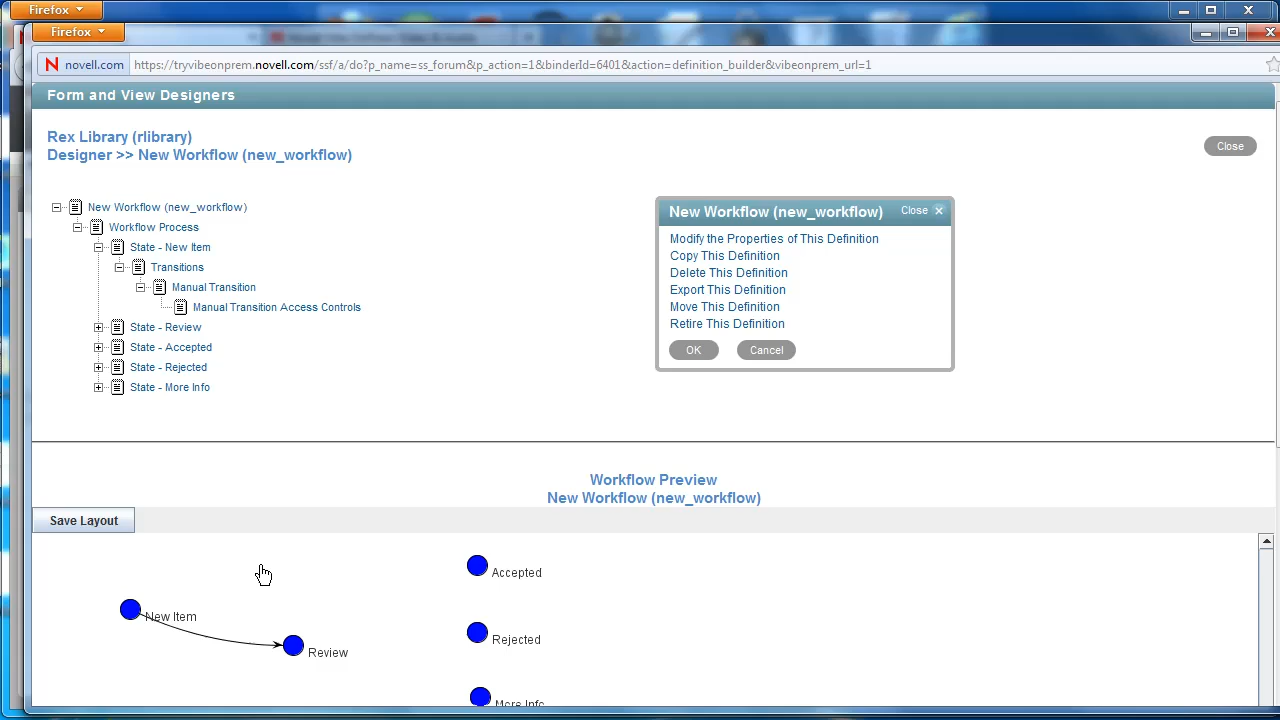 Firefox
Firefox
novell.com
https://tryvibeonprem.novell.com/ssf/a/do?p_name=ss_forum&p_action=1&binderId=6401&action=definition_builder&vibeonprem_url=1
Form and View Designers
Rex Library (rlibrary)
Designer >> New Workflow (new_workflow)
Close
New Workflow (new_workflow)
Workflow Process
State - New Item
Transitions
Manual Transition
Manual Transition Access Controls
State - Review
State - Accepted
State - Rejected
State - More Info
New Workflow (new_workflow)
Close
Modify the Properties of This Definition
Copy This Definition
Delete This Definition
Export This Definition
Move This Definition
Retire This Definition
OK
Cancel
Workflow Preview
New Workflow (new_workflow)
Save Layout
Accepted
New Item
Rejected
Review
More Info